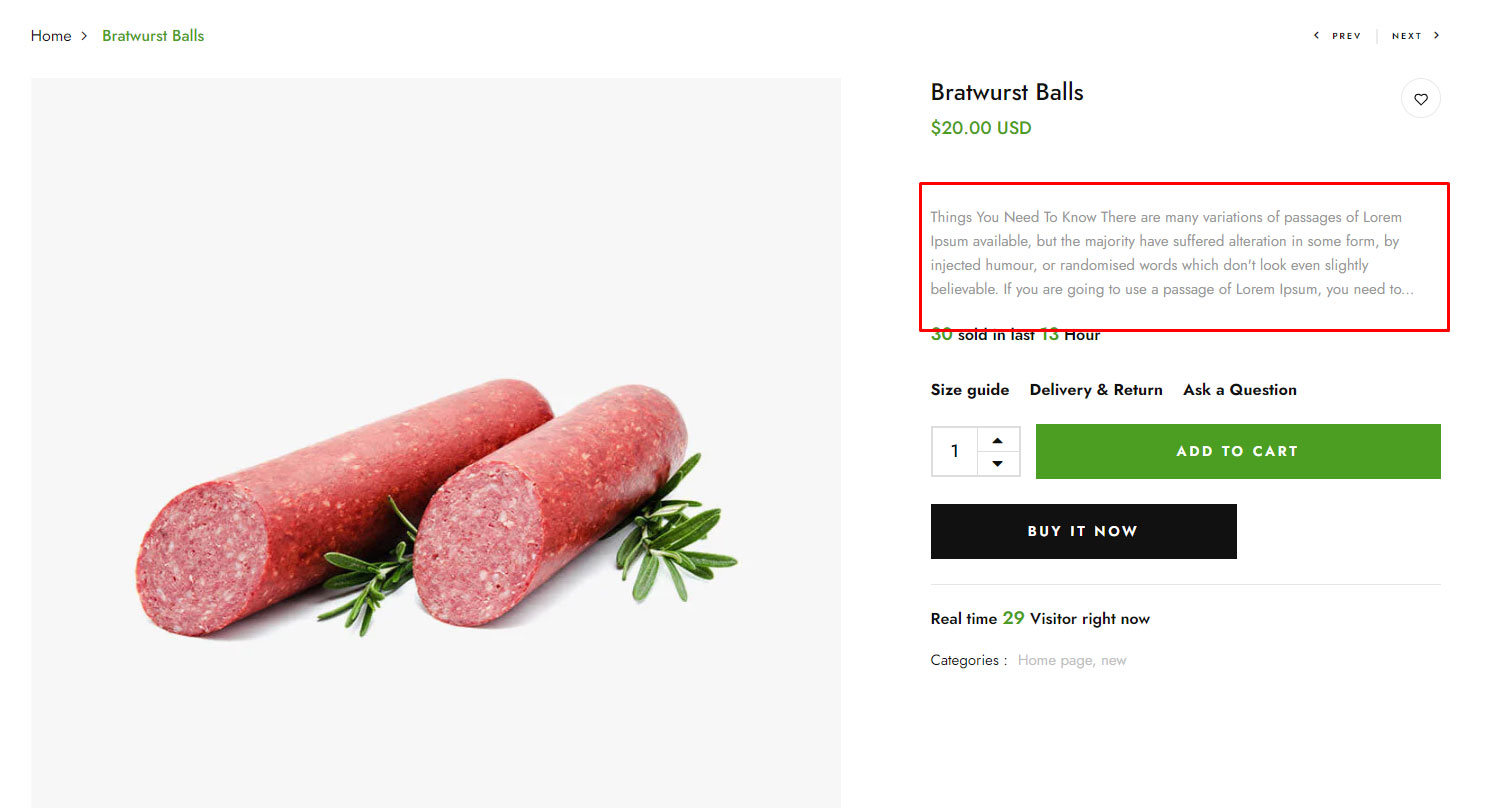 Home > Bratwurst Balls
< PREV | NEXT >
Bratwurst Balls
$20.00 USD
Things You Need To Know There are many variations of passages of Lorem
Ipsum available, but the majority have suffered alteration in some form, by
injected humour, or randomised words which don't look even slightly
believable. If you are going to use a passage of Lorem Ipsum, you need to...
30 sold in last 13 Hour
Size guide Delivery & Return Ask a Question
1 ADD TO CART
BUY IT NOW
Real time 29 Visitor right now
Categories : Home page, new